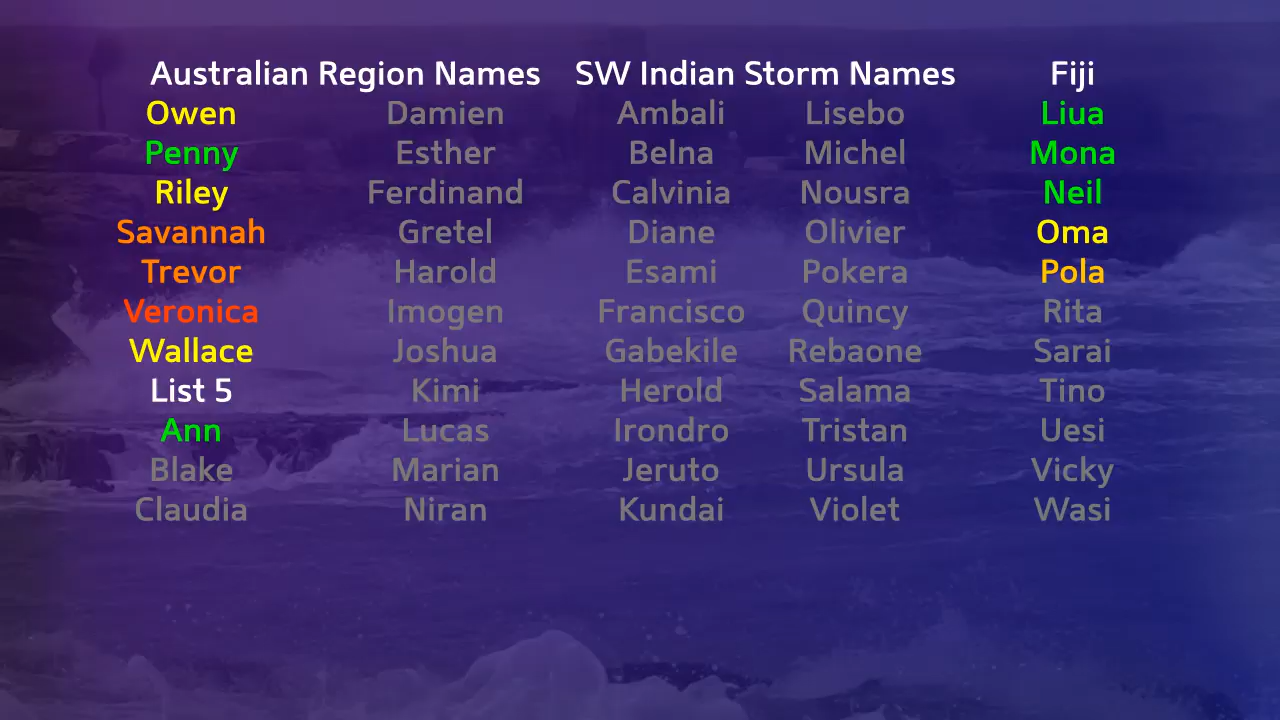 Australian Region Names SW Indian Storm Names Fiji
Owen Damien Ambali Lisebo Liua
Penny Esther Belna Michel Mona
Riley Ferdinand Calvinia Nousra Neil
Savannah Gretel Diane Olivier Oma
Trevor Harold Esami Pokera Pola
Veronica Imogen Francisco Quincy Rita
Wallace Joshua Gabekile Rebaone Sarai
List 5 Kimi Herold Salama Tino
Ann Lucas Irondro Tristan Uesi
Blake Marian Jeruto Ursula Vicky
Claudia Niran Kundai Violet Wasi